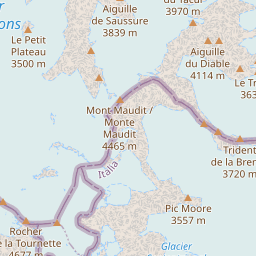 Aiguille
de Saussure
3839 m
3970 m
Le Petit
Plateau
3500 m
Aiguille
du Diable
4114 m
Mont Maudit /
Monte
Maudit
4465 m
Italia
Trident
de la Bren
3720 m
Pic Moore
3557 m
Rocher
de la Tournette
4677 m
Glacier